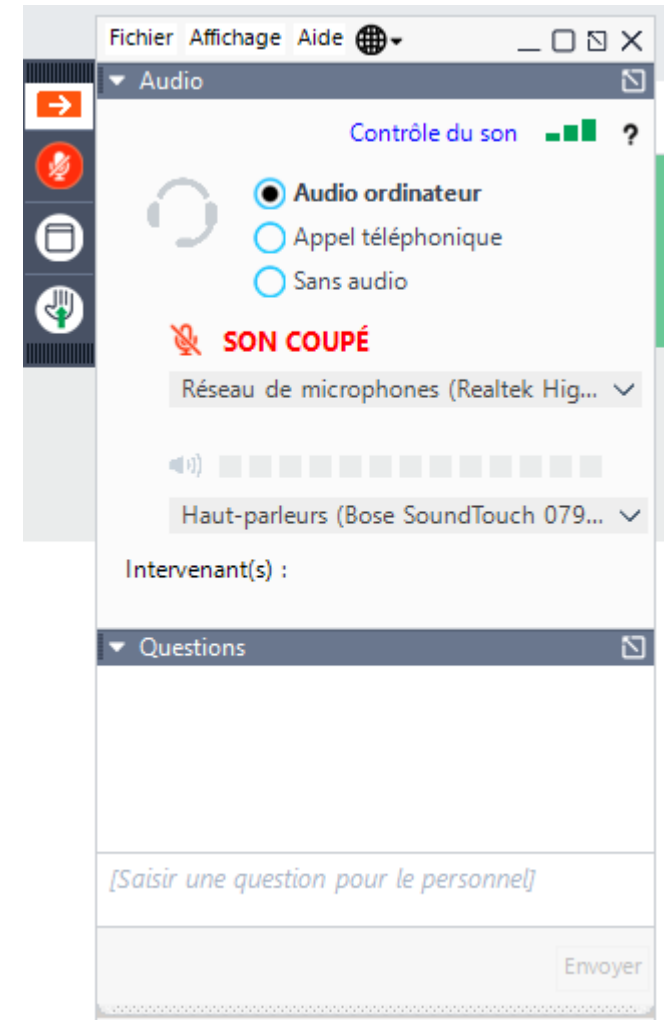 Fichier Affichage Aide
Audio
Contrôle du son ?
Audio ordinateur
Appel téléphonique
Sans audio
SON COUPÉ
Réseau de microphones (Realtek Hig...
Haut-parleurs (Bose SoundTouch 079...
Intervenant(s) :
Questions
[Saisir une question pour le personnel]
Envoyer